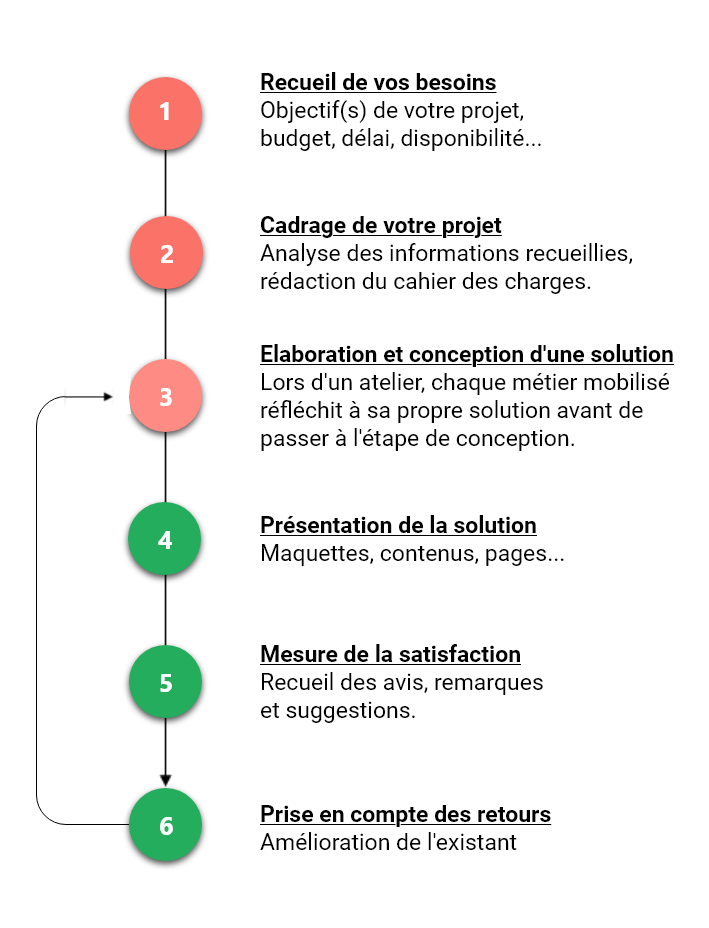 1
Recueil de vos besoins
Objectif(s) de votre projet,
budget, délai, disponibilité...
2
Cadrage de votre projet
Analyse des informations recueillies,
rédaction du cahier des charges.
3
Elaboration et conception d'une solution
Lors d'un atelier, chaque métier mobilisé
réfléchit à sa propre solution avant de
passer à l'étape de conception.
4
Présentation de la solution
Maquettes, contenus, pages...
5
Mesure de la satisfaction
Recueil des avis, remarques
et suggestions.
6
Prise en compte des retours
Amélioration de l'existant